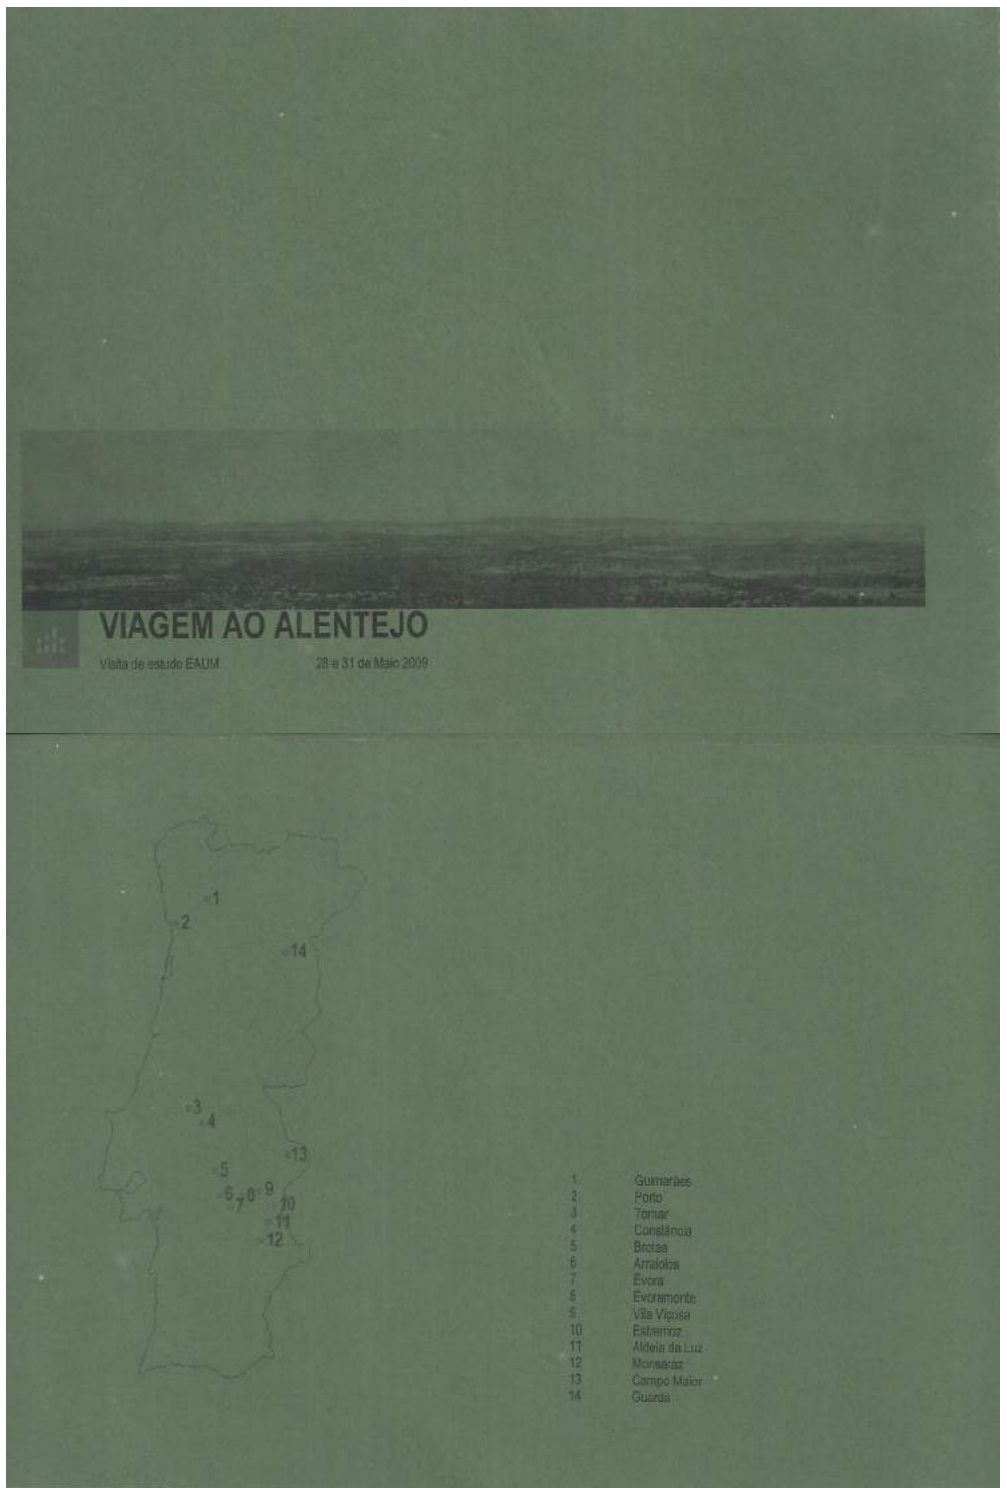 VIAGEM AO ALENTEJO
Visita de estudo EAUM 28 a 31 de Maio 2009
1
2
14
3
4
13
5
6 7 8 9
10
11
12
1 Guimarães
2 Porto
3 Tomar
4 Constância
5 Brotas
6 Arraiolos
7 Évora
8 Evoramonte
9 Vila Viçosa
10 Estremoz
11 Aldeia da Luz
12 Monsaraz
13 Campo Maior
14 Guarda